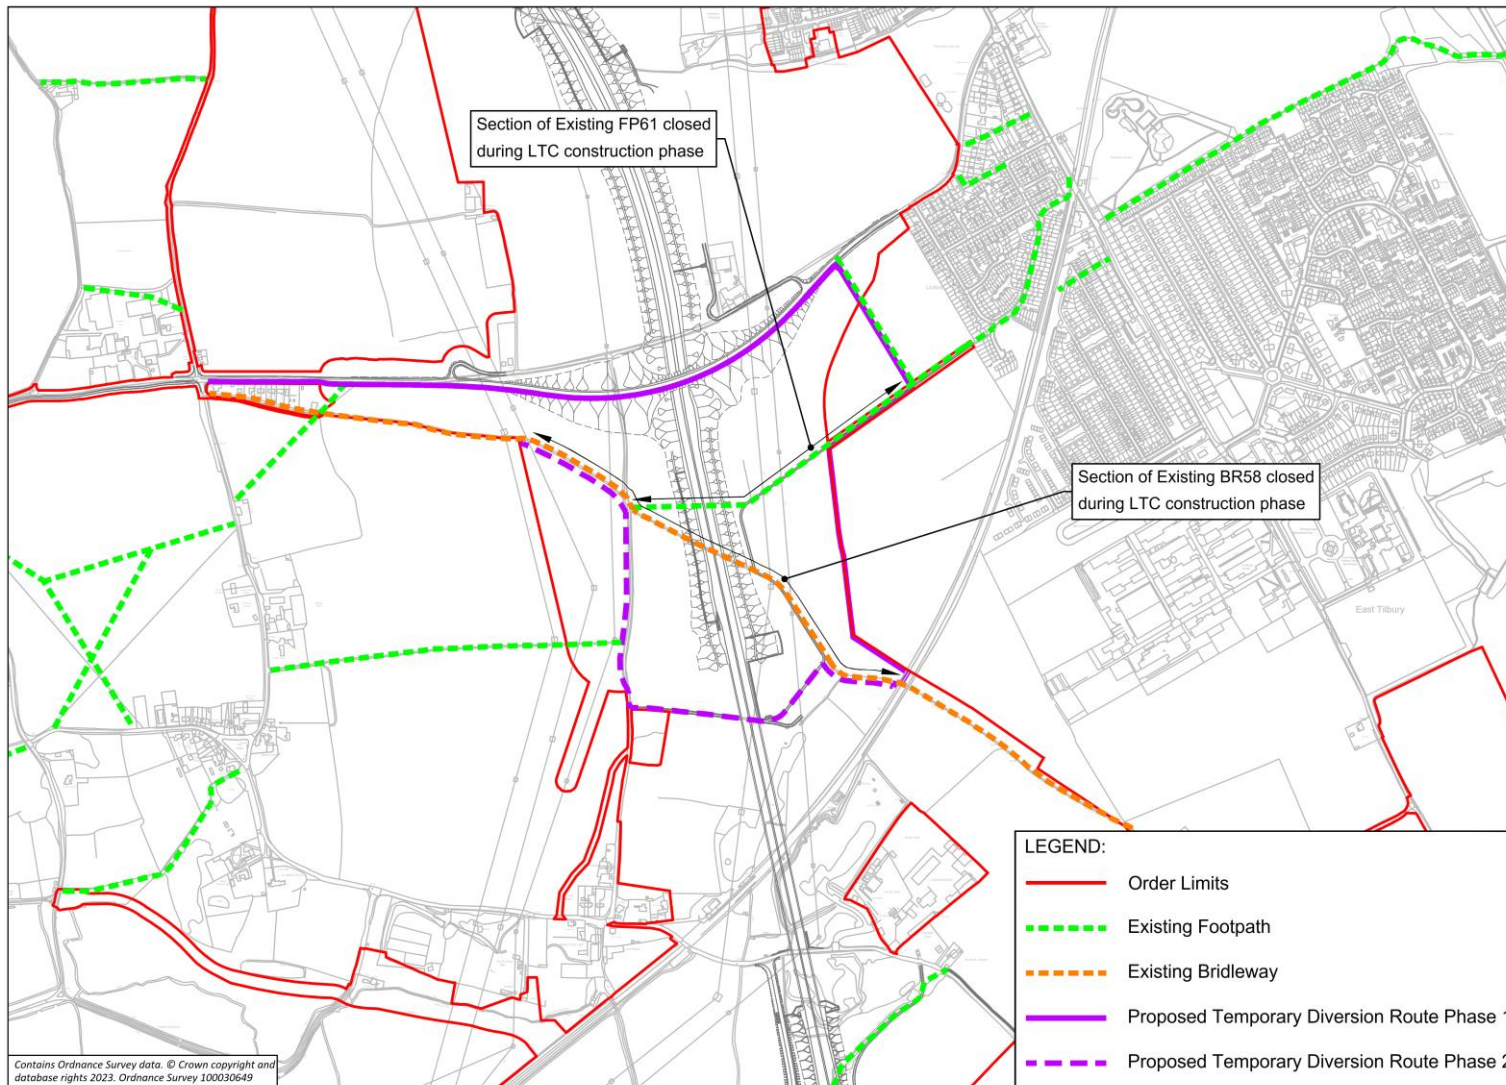 Section of Existing FP61 closed
during LTC construction phase
Section of Existing BR58 closed
during LTC construction phase
East Tilbury
LEGEND:
Order Limits
Existing Footpath
Existing Bridleway
Proposed Temporary Diversion Route Phase 1
Proposed Temporary Diversion Route Phase 2
Contains Ordnance Survey data. © Crown copyright and
database rights 2023. Ordnance Survey 100030649